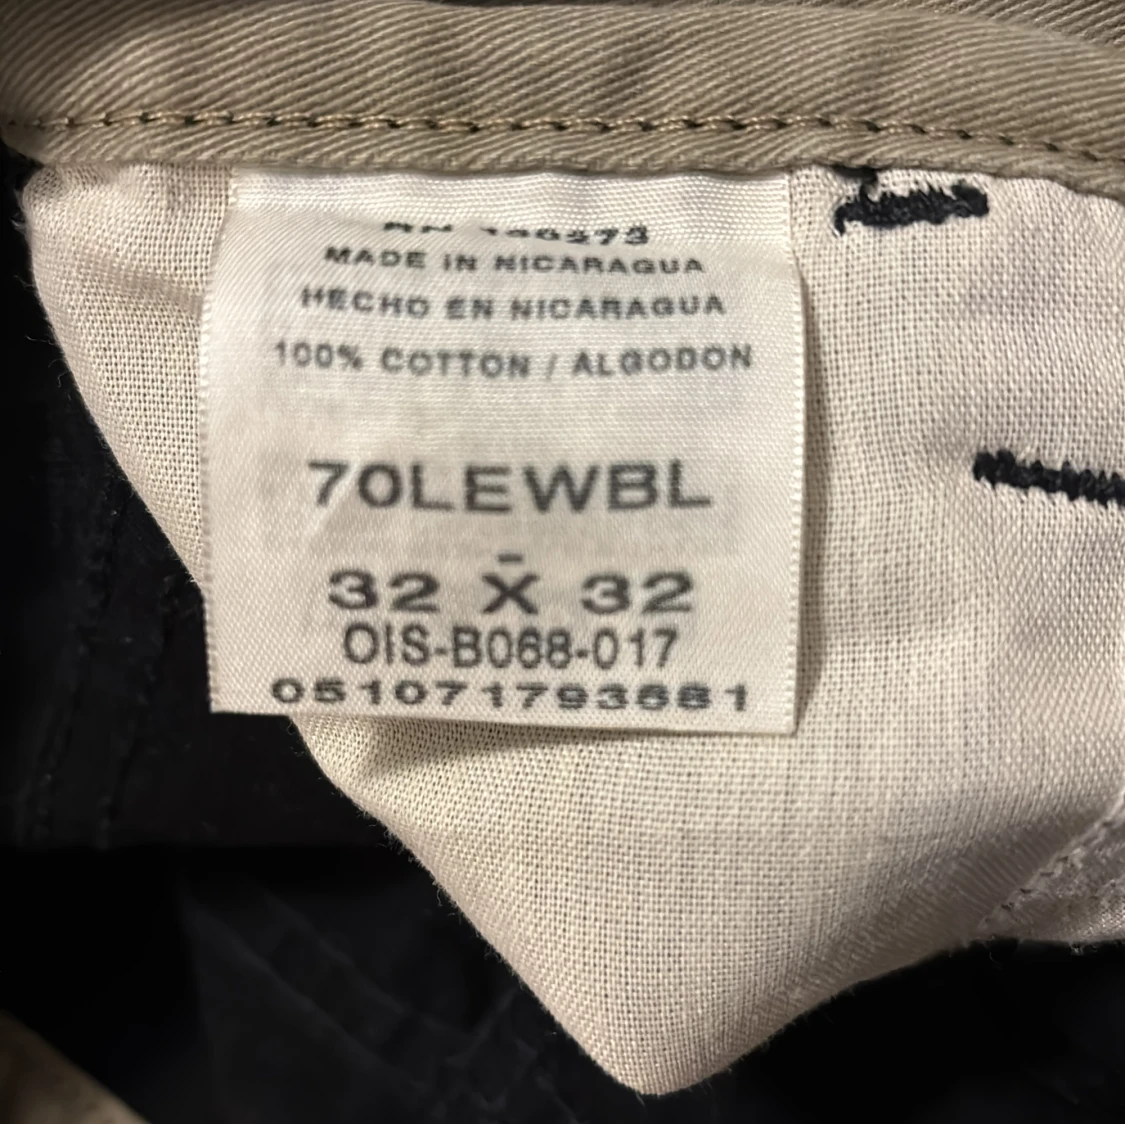 MADE IN NICARAGUA
HECHO EN NICARAGUA
100% COTTON / ALGODON
70LEWBL
-
32 X 32
OIS-B068-017
051071793681